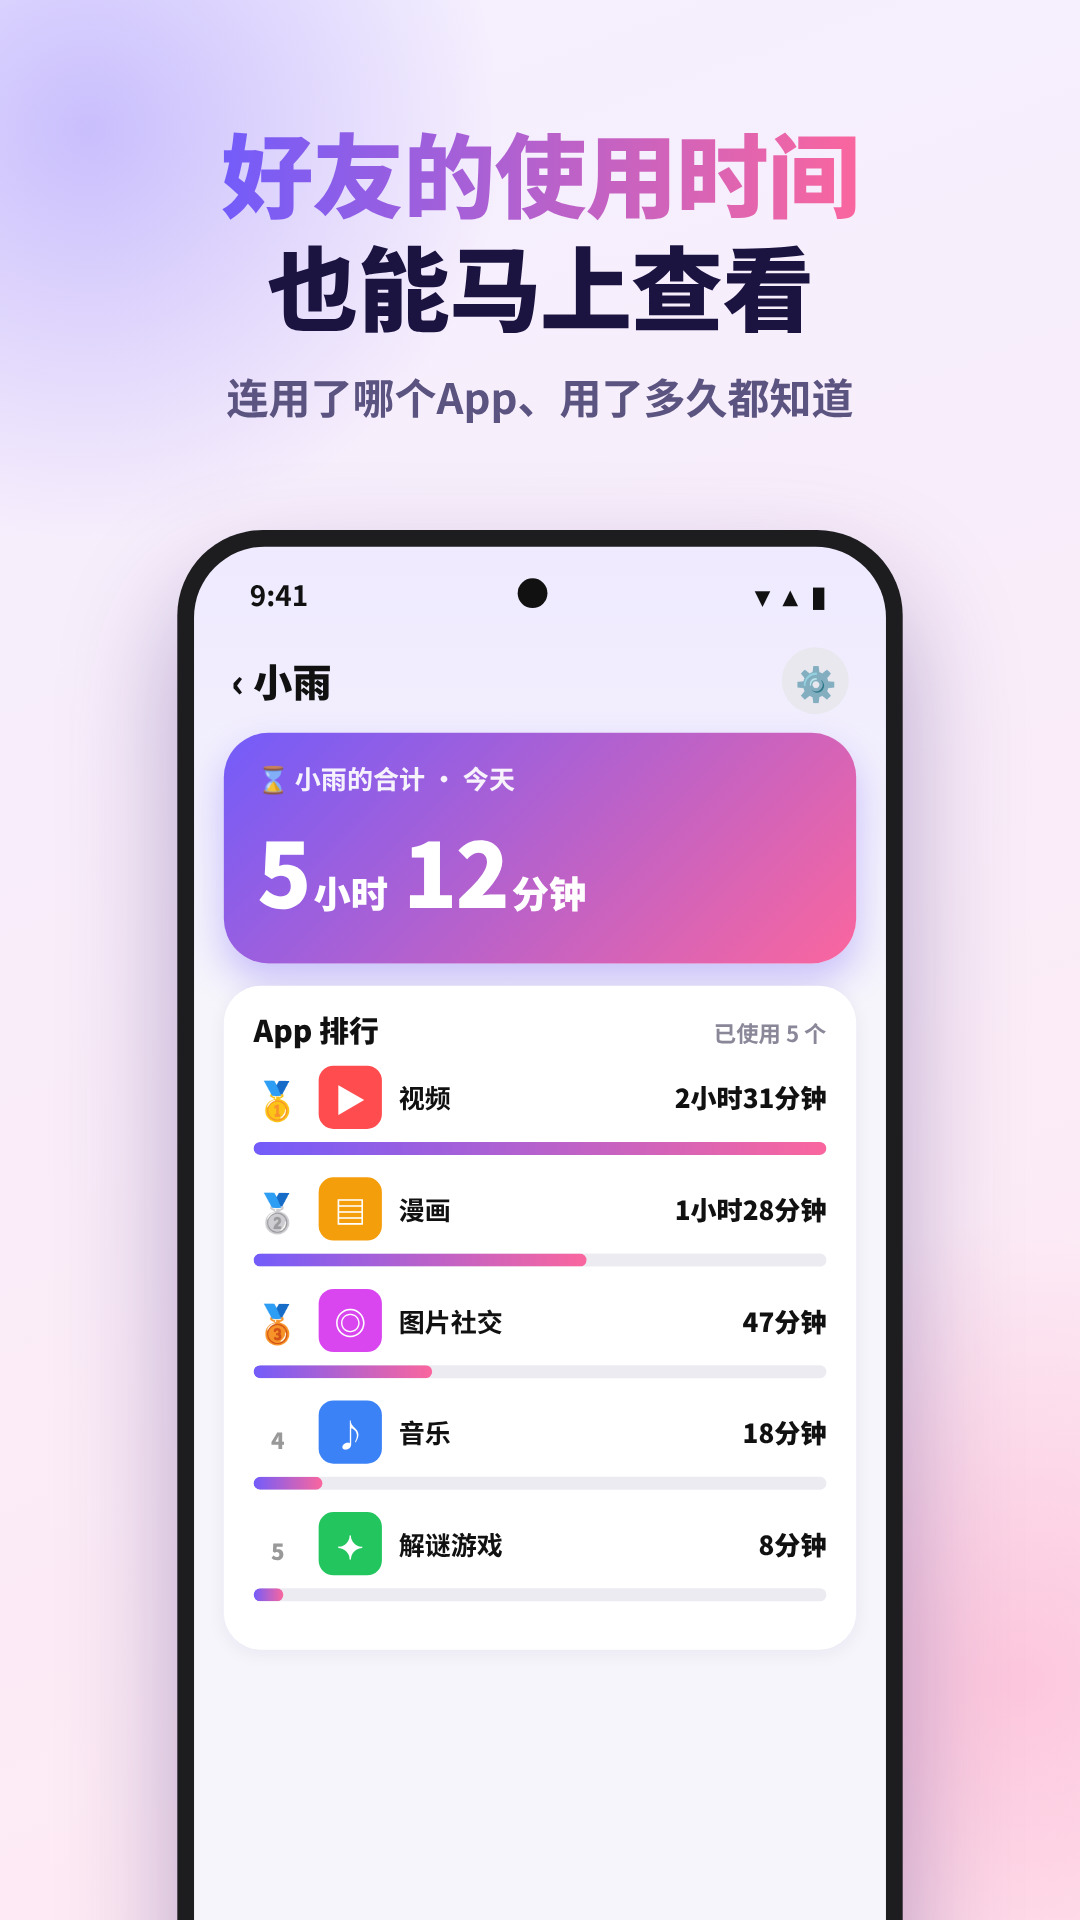 好友的使用时间
也能马上查看
连用了哪个App、用了多久都知道
9:41
‹ 小雨
小雨的合计 · 今天
5小时 12分钟
App 排行
已使用 5 个
1 视频 2小时31分钟
2 漫画 1小时28分钟
3 图片社交 47分钟
4 音乐 18分钟
5 解谜游戏 8分钟